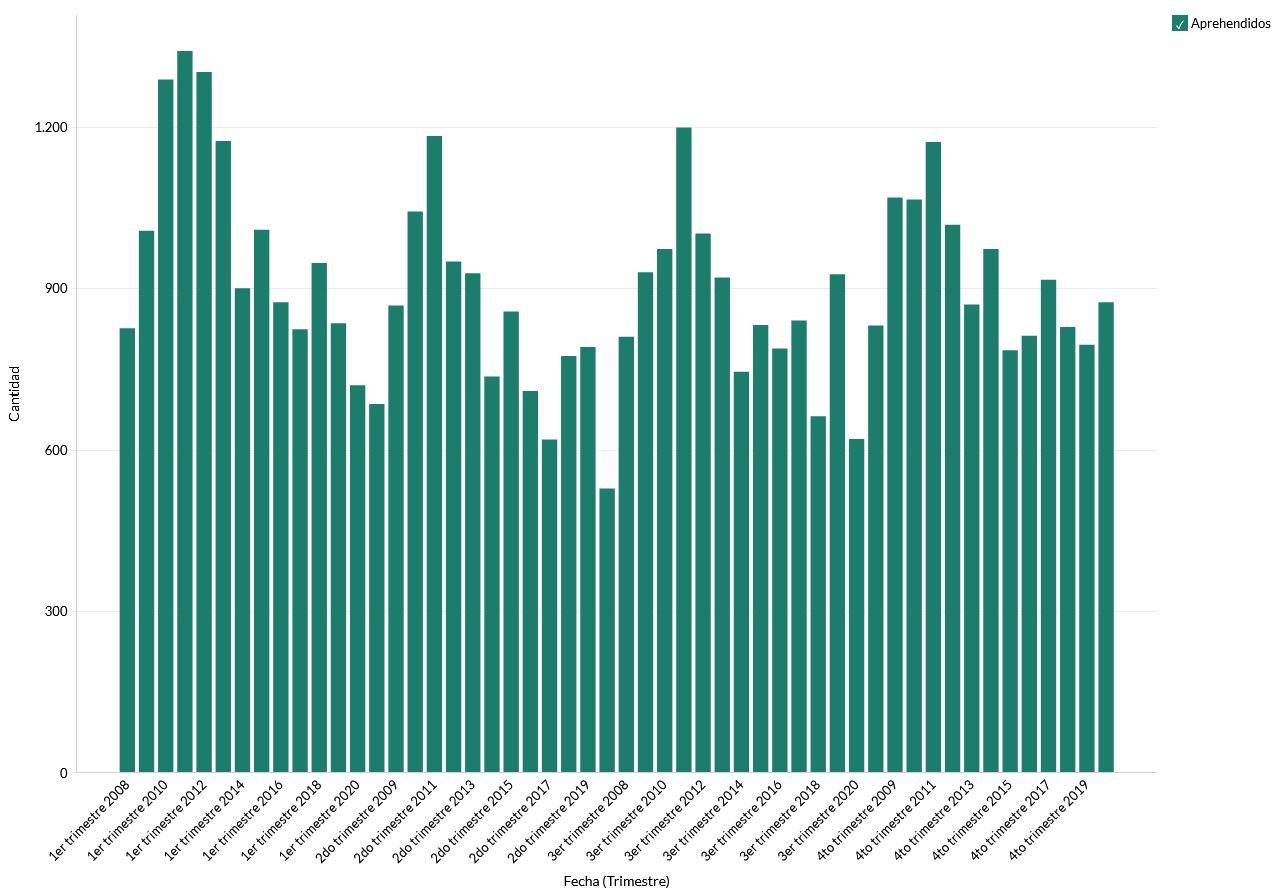 ✓ Aprehendidos
1.200
900
600
300
0
Cantidad
1er trimestre 2008
1er trimestre 2010
1er trimestre 2012
1er trimestre 2014
1er trimestre 2016
1er trimestre 2018
1er trimestre 2020
2do trimestre 2009
2do trimestre 2011
2do trimestre 2013
2do trimestre 2015
2do trimestre 2017
2do trimestre 2019
3er trimestre 2008
3er trimestre 2010
3er trimestre 2012
3er trimestre 2014
3er trimestre 2016
3er trimestre 2018
3er trimestre 2020
4to trimestre 2009
4to trimestre 2011
4to trimestre 2013
4to trimestre 2015
4to trimestre 2017
4to trimestre 2019
Fecha (Trimestre)